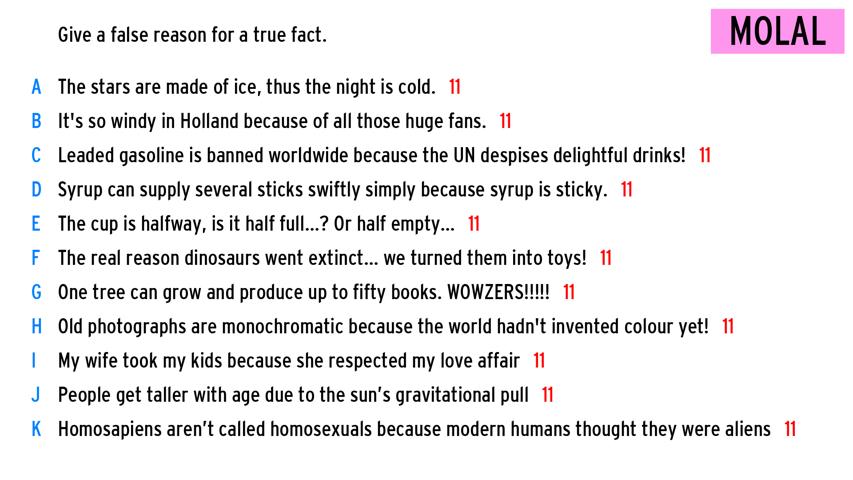 Give a false reason for a true fact.
MOLAL
A The stars are made of ice, thus the night is cold. 11
B It's so windy in Holland because of all those huge fans. 11
C Leaded gasoline is banned worldwide because the UN despises delightful drinks! 11
D Syrup can supply several sticks swiftly simply because syrup is sticky. 11
E The cup is halfway, is it half full...? Or half empty... 11
F The real reason dinosaurs went extinct... we turned them into toys! 11
G One tree can grow and produce up to fifty books. WOWZERS!!!!! 11
H Old photographs are monochromatic because the world hadn't invented colour yet! 11
I My wife took my kids because she respected my love affair 11
J People get taller with age due to the sun’s gravitational pull 11
K Homosapiens aren’t called homosexuals because modern humans thought they were aliens 11